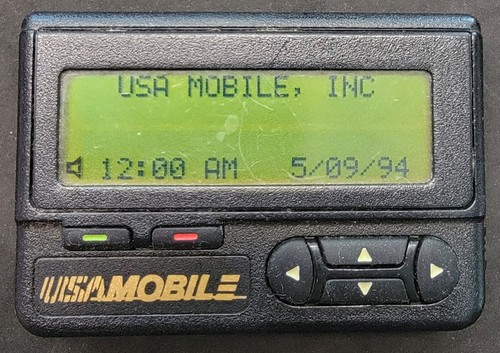 USA MOBILE, INC
12:00 AM 5/09/94
USAMOBILE